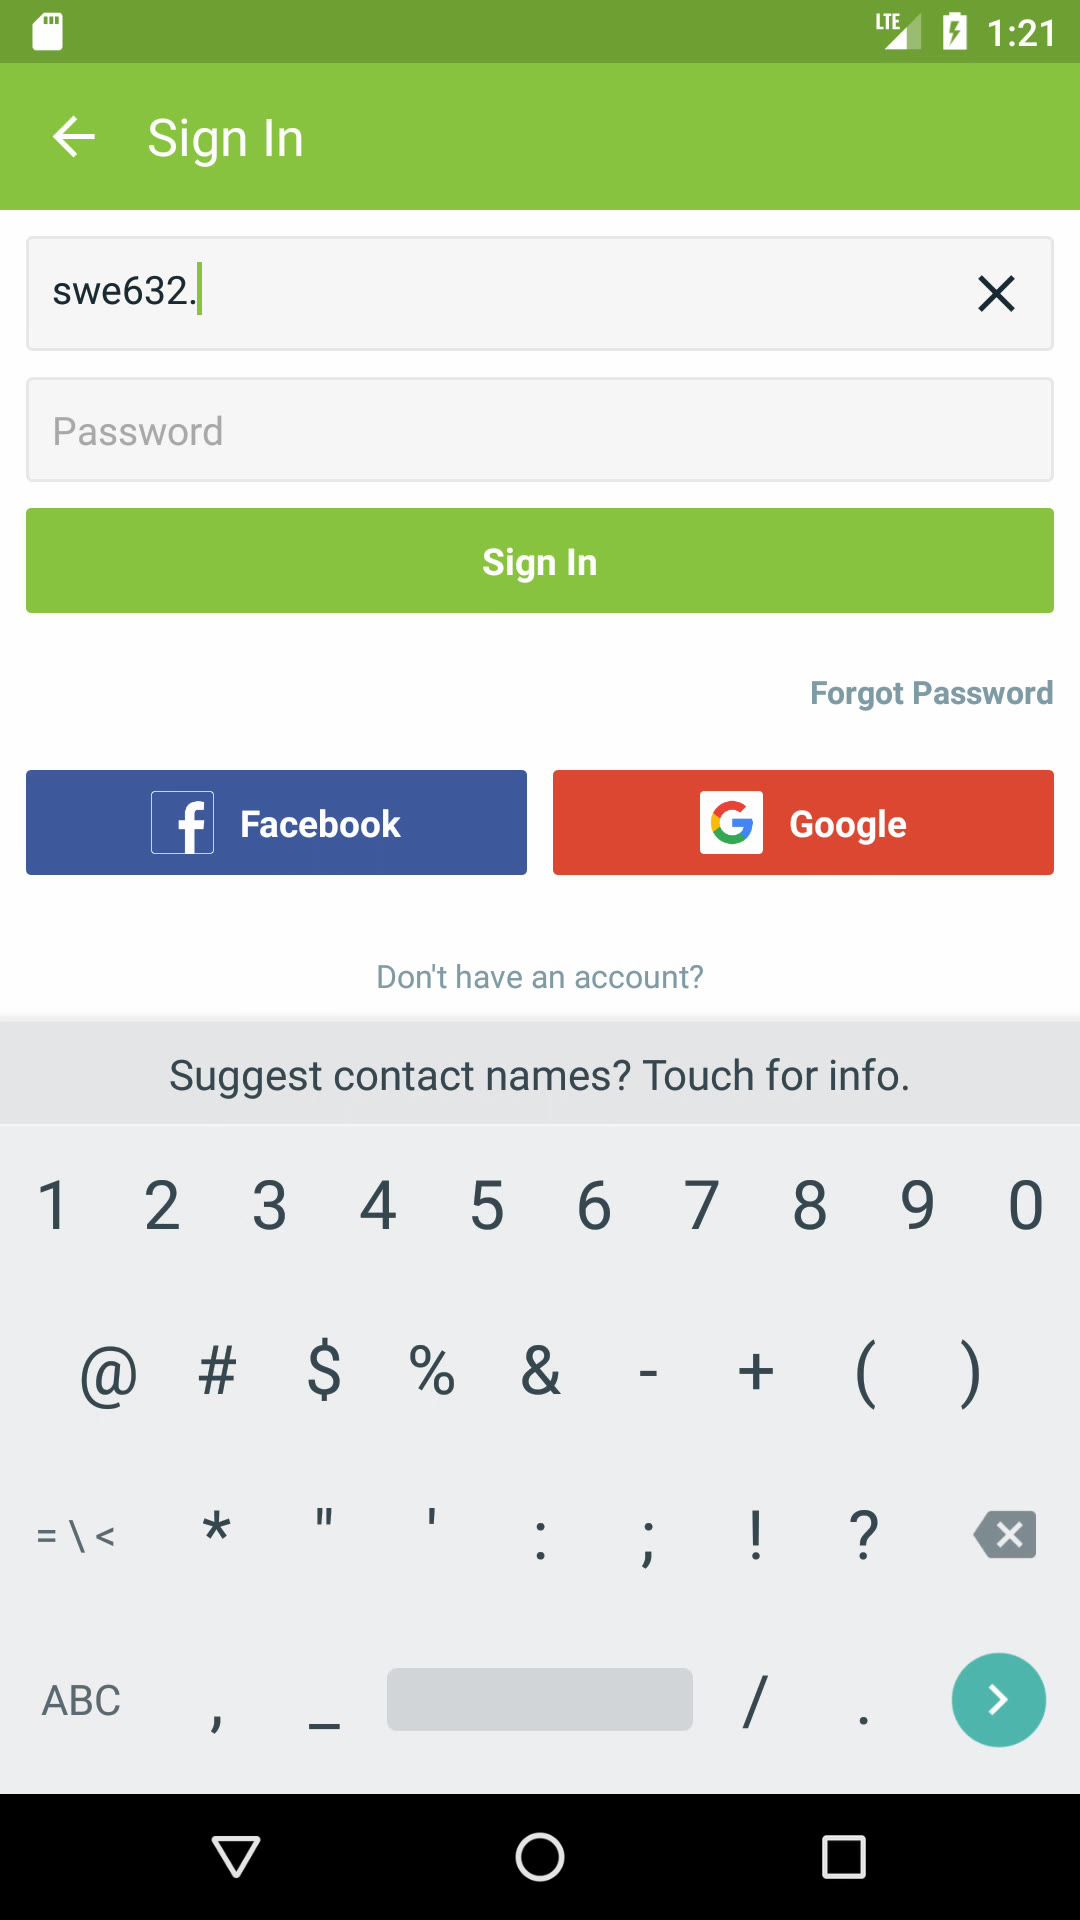 LTE 1:21
Sign In
swe632.
Password
Sign In
Forgot Password
f Facebook G Google
Don't have an account?
Suggest contact names? Touch for info.
1 2 3 4 5 6 7 8 9 0
@ # $ % & - + ( )
= \ < * " ' : ; ! ?
ABC , _ / .